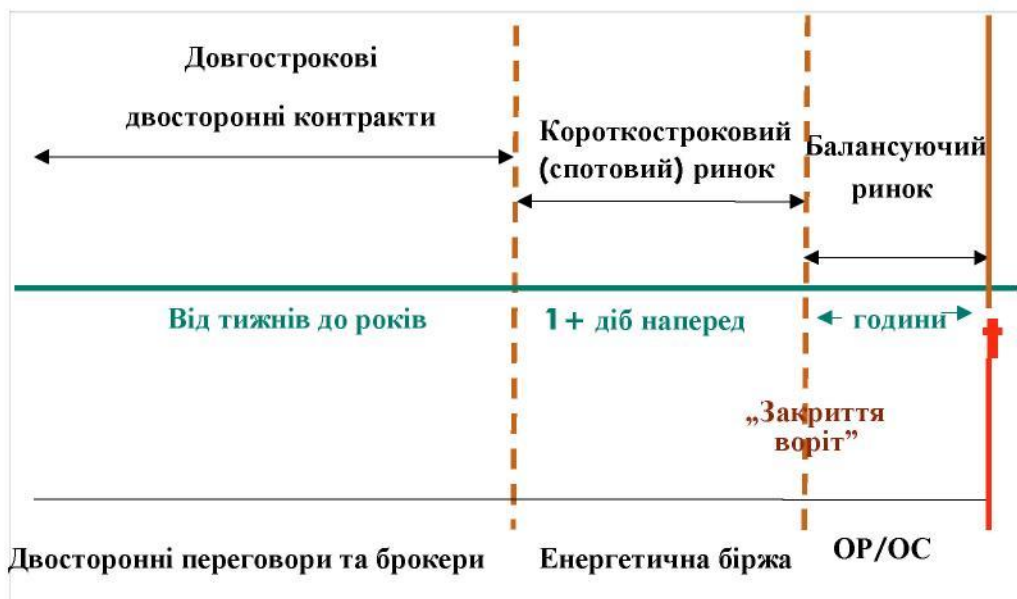 Довгострокові
двосторонні контракти
Короткостроковий
(спотовий) ринок
Балансуючий
ринок
Від тижнів до років
1+ діб наперед
години
t
„Закриття
воріт”
Двосторонні переговори та брокери
Енергетична біржа
ОР/ОС